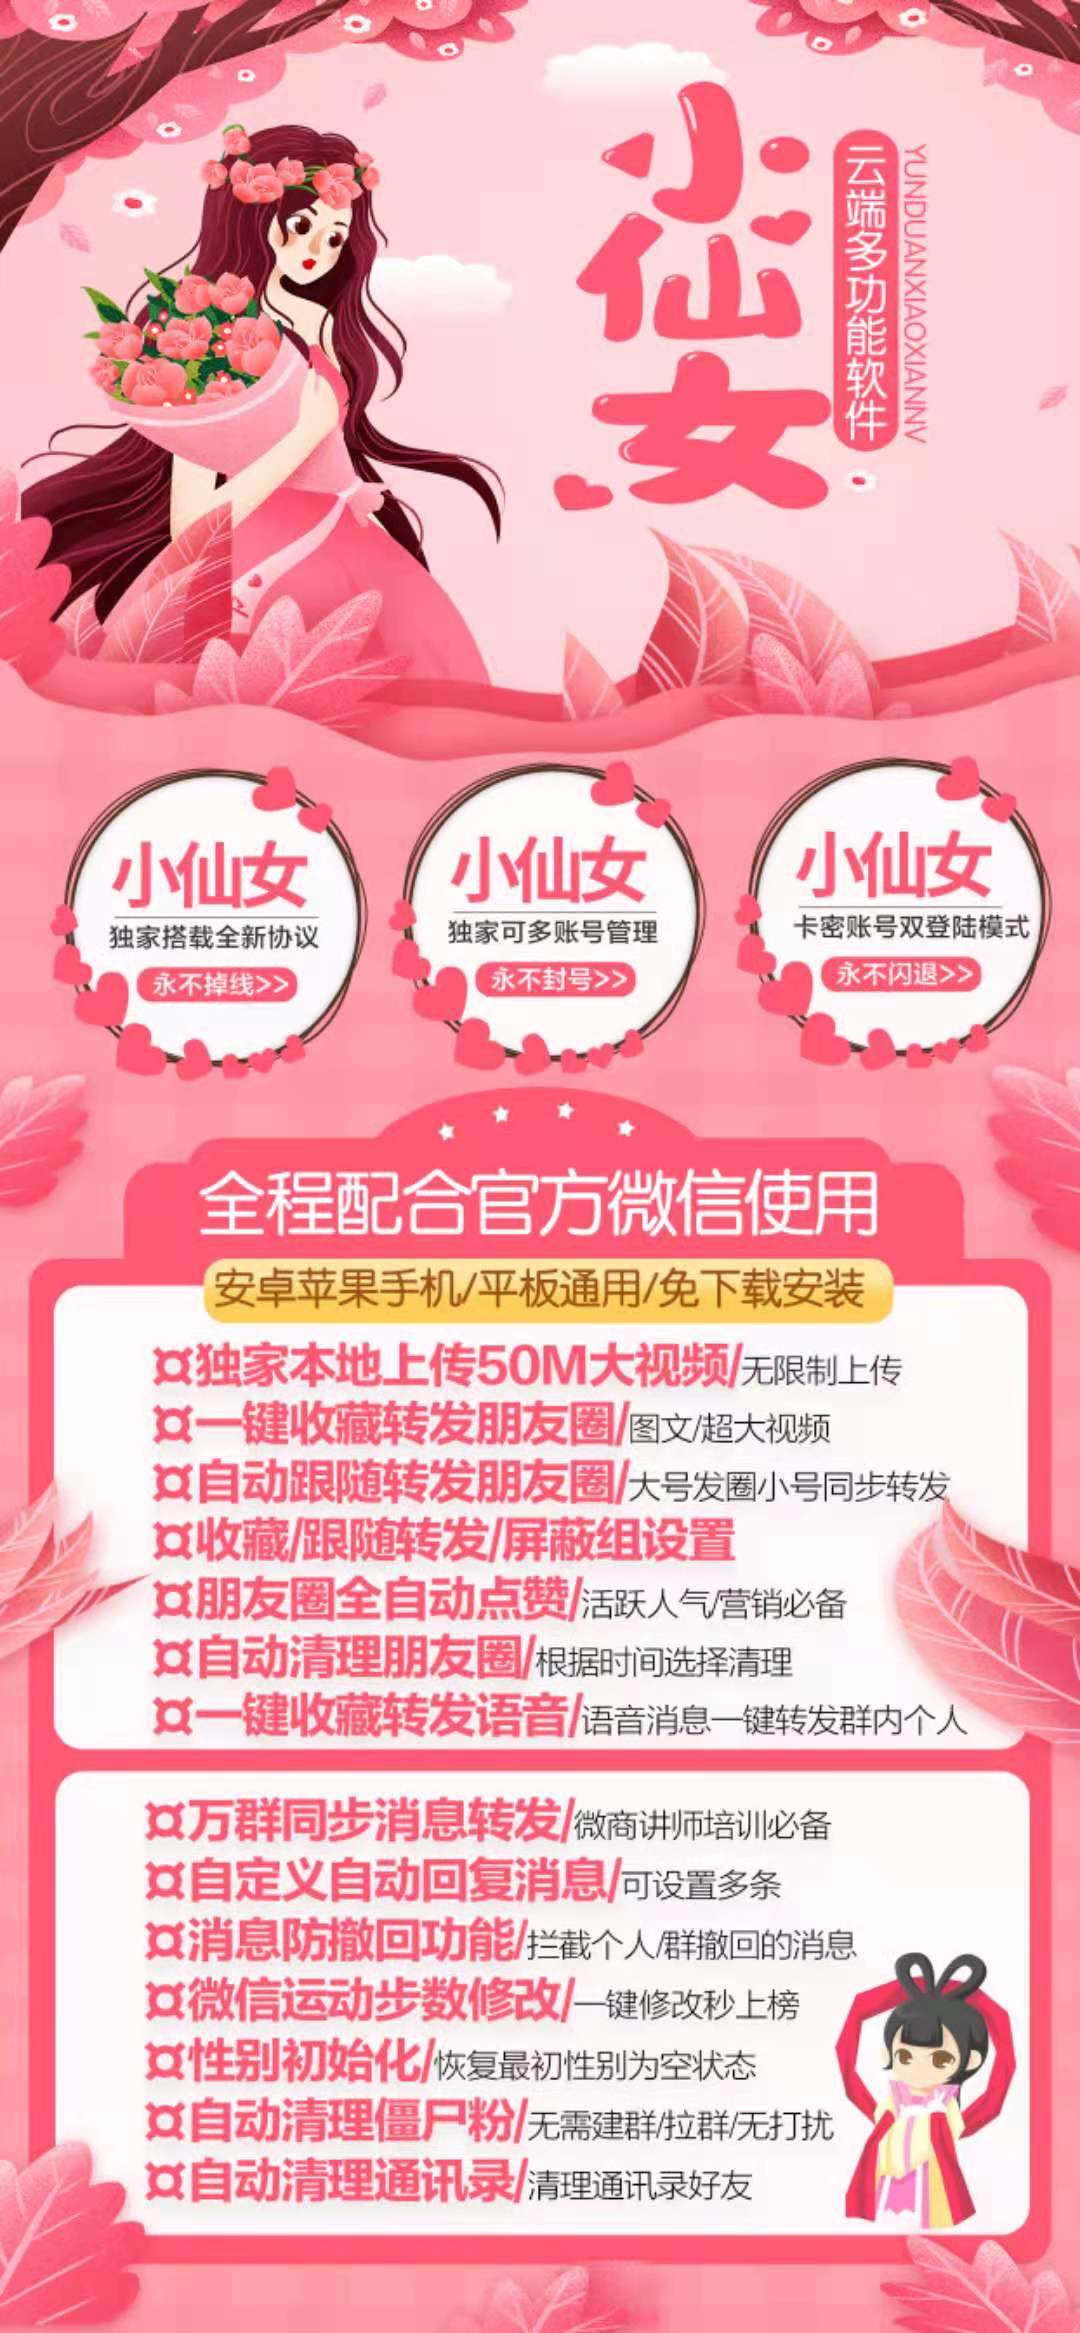 小仙女
云端多功能软件
YUNDUANXIAOXIANNV
小仙女
独家搭载全新协议
永不掉线>>
小仙女
独家可多账号管理
永不封号>>
小仙女
卡密账号双登陆模式
永不闪退>>
全程配合官方微信使用
安卓苹果手机/平板通用/免下载安装
¤独家本地上传50M大视频/无限制上传
¤一键收藏转发朋友圈/图文/超大视频
¤自动跟随转发朋友圈/大号发圈小号同步转发
¤收藏/跟随转发/屏蔽组设置
¤朋友圈全自动点赞/活跃人气/营销必备
¤自动清理朋友圈/根据时间选择清理
¤一键收藏转发语音/语音消息一键转发群内个人
¤万群同步消息转发/微商讲师培训必备
¤自定义自动回复消息/可设置多条
¤消息防撤回功能/拦截个人/群撤回的消息
¤微信运动步数修改/一键修改秒上榜
¤性别初始化/恢复最初性别为空状态
¤自动清理僵尸粉/无需建群/拉群/无打扰
¤自动清理通讯录/清理通讯录好友